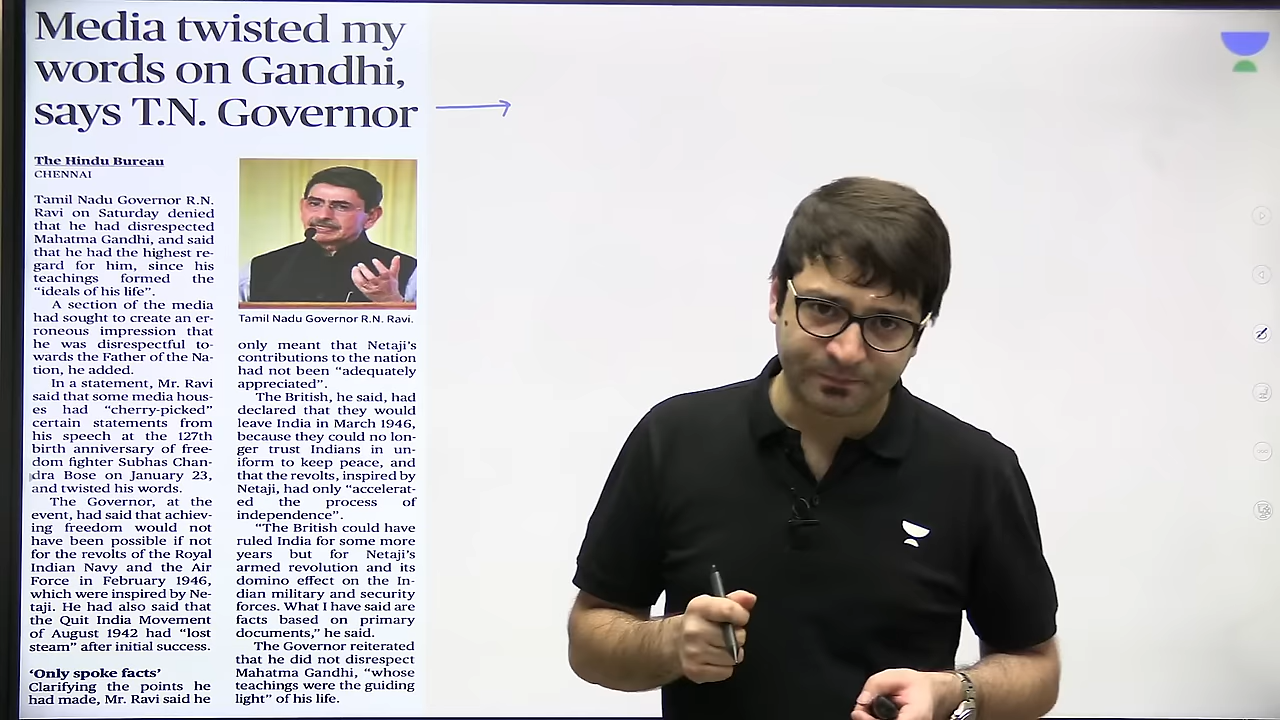 Media twisted my
words on Gandhi,
says T.N. Governor
The Hindu Bureau
CHENNAI
Tamil Nadu Governor R.N.
Ravi on Saturday denied
that he had disrespected
Mahatma Gandhi, and said
that he had the highest re-
gard for him, since his
teachings formed the
“ideals of his life”.
A section of the media
had sought to create an er-
roneous impression that
he was disrespectful to-
wards the Father of the Na-
tion, he added.
In a statement, Mr. Ravi
said that some media hous-
es had “cherry-picked”
certain statements from
his speech at the 127th
birth anniversary of free-
dom fighter Subhas Chan-
dra Bose on January 23,
and twisted his words.
The Governor, at the
event, had said that achiev-
ing freedom would not
have been possible if not
for the revolts of the Royal
Indian Navy and the Air
Force in February 1946,
which were inspired by Ne-
taji. He had also said that
the Quit India Movement
of August 1942 had “lost
steam” after initial success.
‘Only spoke facts’
Clarifying the points he
had made, Mr. Ravi said he
Tamil Nadu Governor R.N. Ravi.
only meant that Netaji’s
contributions to the nation
had not been “adequately
appreciated”.
The British, he said, had
declared that they would
leave India in March 1946,
because they could no lon-
ger trust Indians in un-
iform to keep peace, and
that the revolts, inspired by
Netaji, had only “accelerat-
ed the process of
independence”.
“The British could have
ruled India for some more
years but for Netaji’s
armed revolution and its
domino effect on the In-
dian military and security
forces. What I have said are
facts based on primary
documents,” he said.
The Governor reiterated
that he did not disrespect
Mahatma Gandhi, “whose
teachings were the guiding
light” of his life.